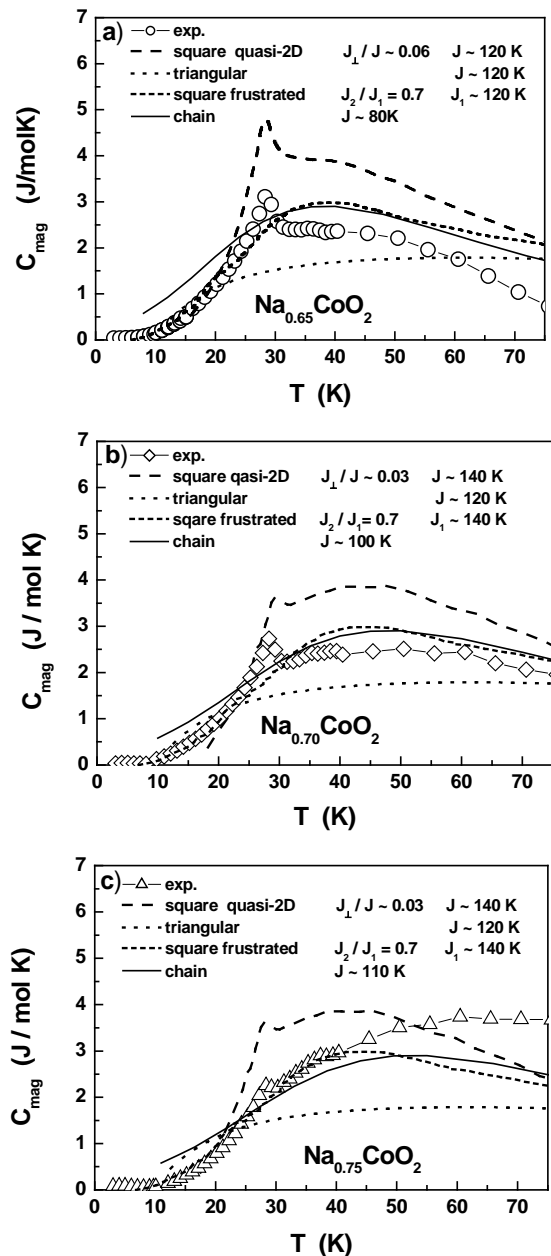 a)
exp.
square quasi-2D J⊥ / J ~ 0.06 J ~ 120 K
triangular J ~ 120 K
square frustrated J2 / J1 = 0.7 J1 ~ 120 K
chain J ~ 80K
7
6
5
4
3
2
1
0
Cmag (J/molK)
Na0.65CoO2
0 10 20 30 40 50 60 70
T (K)
b)
exp.
square qasi-2D J⊥ / J ~ 0.03 J ~ 140 K
triangular J ~ 120 K
sqare frustrated J2 / J1= 0.7 J1 ~ 140 K
chain J ~ 100 K
7
6
5
4
3
2
1
0
Cmag (J / mol K)
Na0.70CoO2
0 10 20 30 40 50 60 70
T (K)
c)
exp.
square quasi-2D J⊥ / J ~ 0.03 J ~ 140 K
triangular J ~ 120 K
square frustrated J2 / J1 = 0.7 J1 ~ 140 K
chain J ~ 110 K
7
6
5
4
3
2
1
0
Cmag (J / mol K)
Na0.75CoO2
0 10 20 30 40 50 60 70
T (K)